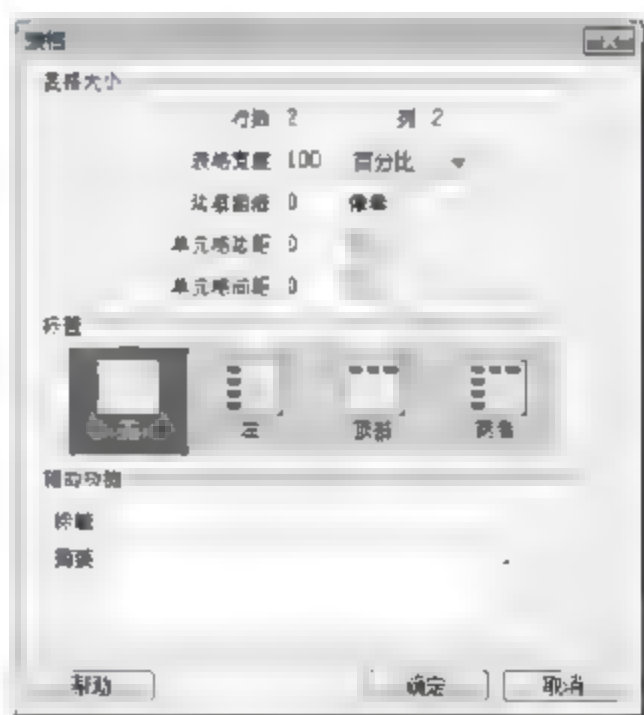 表格
表格大小
行数 2 列 2
表格宽度 100 百分比
边框粗细 0 像素
单元格边距 0
单元格间距 0
标题
左 顶部 两者
辅助功能
标题
摘要
帮助 确定 取消